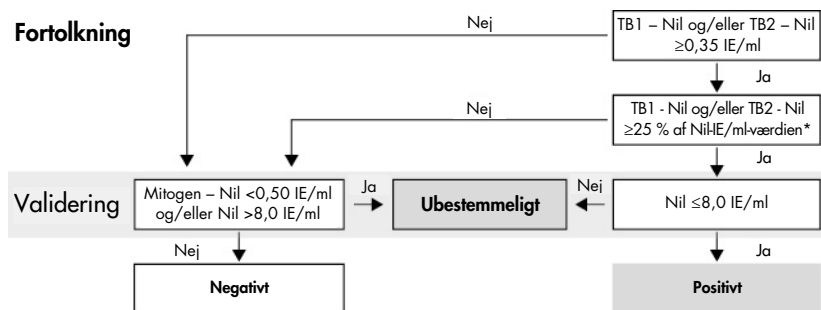 Fortolkning
Nej
TB1 – Nil og/eller TB2 – Nil
≥0,35 IE/ml
Ja
Nej
TB1 - Nil og/eller TB2 - Nil
≥25 % af Nil-IE/ml-værdien*
Ja
Validering
Mitogen – Nil <0,50 IE/ml
og/eller Nil >8,0 IE/ml
Ja
Ubestemmeligt
Nej
Nil ≤8,0 IE/ml
Nej
Ja
Negativt
Positivt